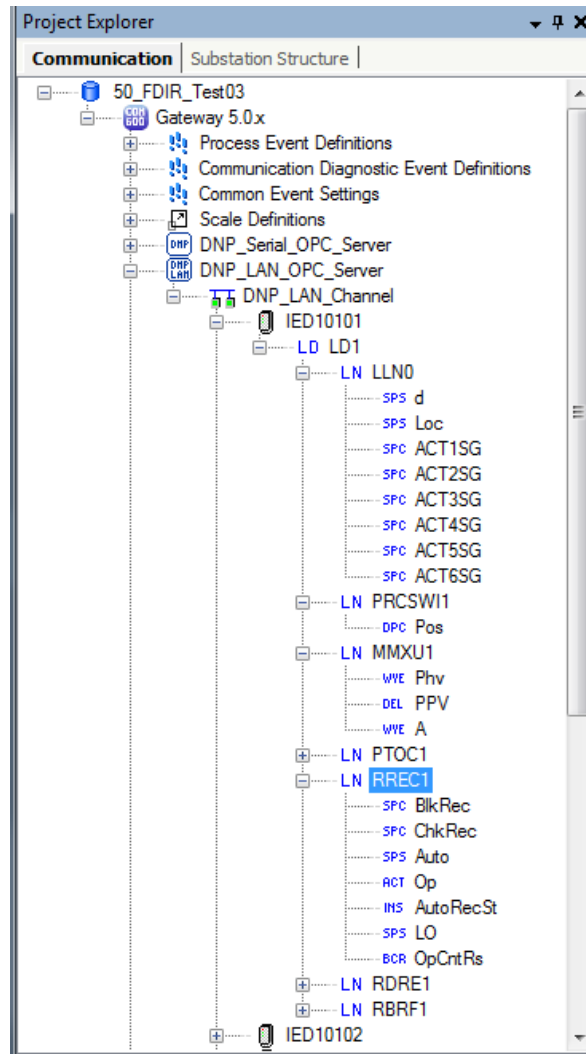 Project Explorer
Communication Substation Structure
50_FDIR_Test03
COM 600 Gateway 5.0.x
Process Event Definitions
Communication Diagnostic Event Definitions
Common Event Settings
Scale Definitions
DNP DNP_Serial_OPC_Server
DNP LAN DNP_LAN_OPC_Server
DNP_LAN_Channel
IED10101
LD LD1
LN LLN0
SPS d
SPS Loc
SPC ACT1SG
SPC ACT2SG
SPC ACT3SG
SPC ACT4SG
SPC ACT5SG
SPC ACT6SG
LN PRCSWI1
DPC Pos
LN MMXU1
WYE Phv
DEL PPV
WYE A
LN PTOC1
LN RREC1
SPC BlkRec
SPC ChkRec
SPS Auto
ACT Op
INS AutoRecSt
SPS LO
BCR OpCntRs
LN RDRE1
LN RBRF1
IED10102